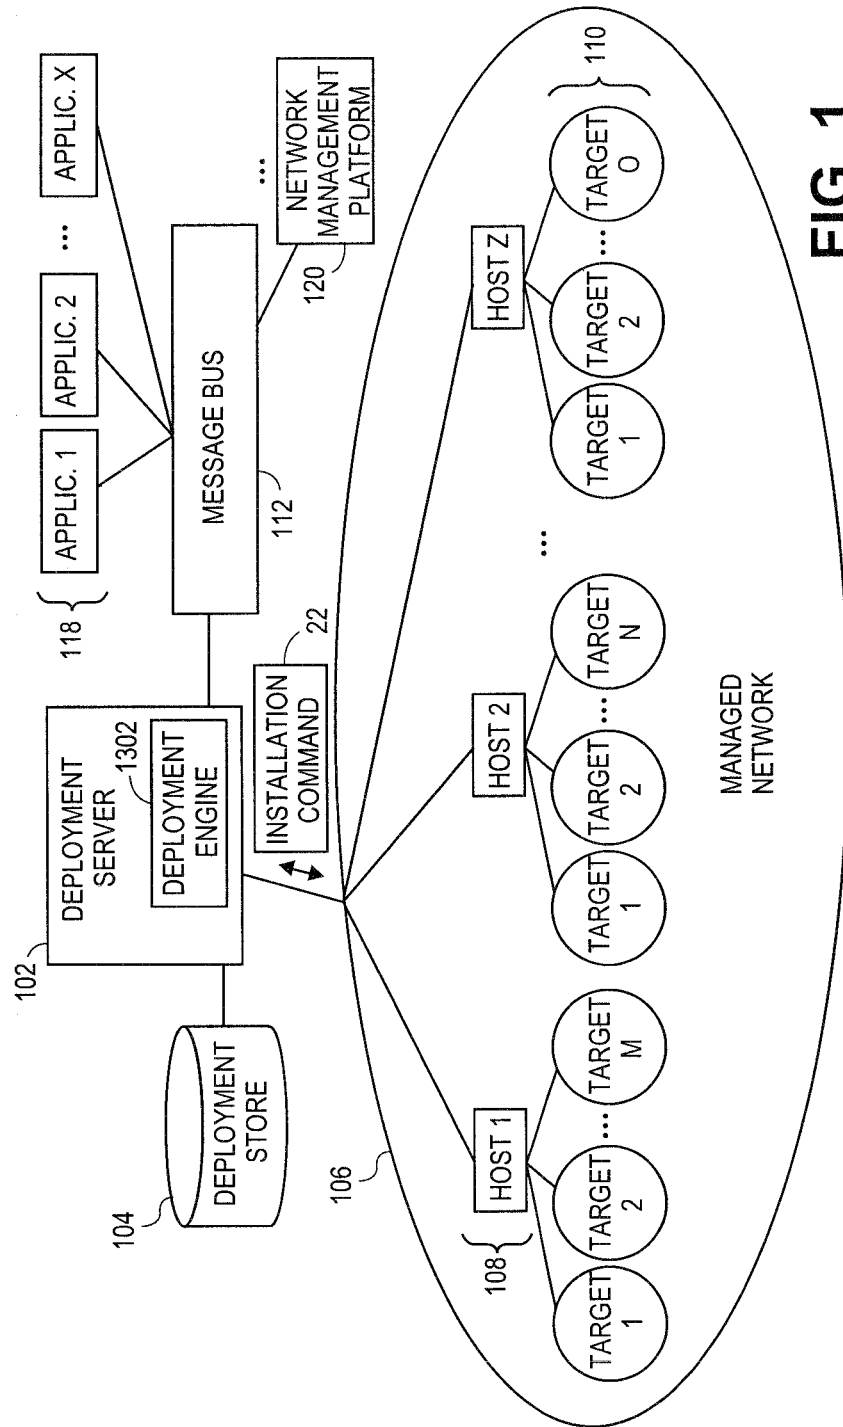 118
APPLIC. 1
APPLIC. 2
...
APPLIC. X
102
DEPLOYMENT
SERVER
1302
DEPLOYMENT
ENGINE
MESSAGE BUS
112
...
NETWORK
MANAGEMENT
PLATFORM
120
104
DEPLOYMENT
STORE
INSTALLATION
COMMAND
22
106
108
HOST 1
HOST 2
...
HOST Z
110
TARGET
1
TARGET
2
...
TARGET
M
TARGET
1
TARGET
2
...
TARGET
N
TARGET
1
TARGET
2
...
TARGET
O
MANAGED
NETWORK
FIG. 1